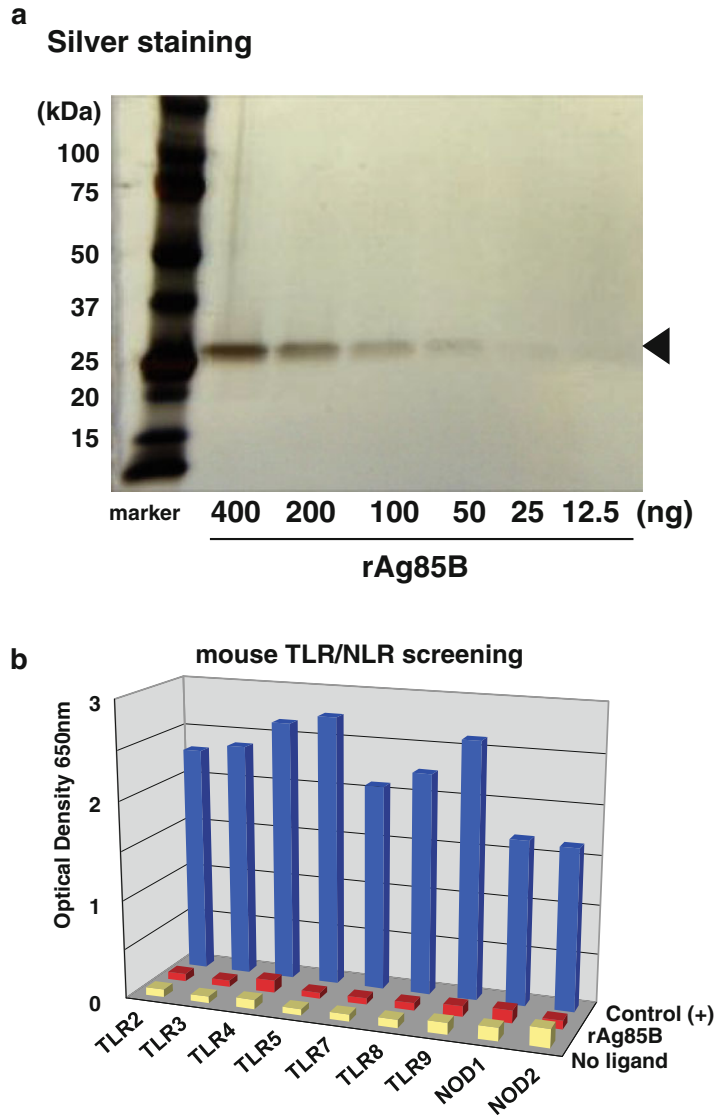 a
Silver staining
(kDa)
100
75
50
37
25
20
15
marker 400 200 100 50 25 12.5 (ng)
rAg85B
b
mouse TLR/NLR screening
Optical Density 650nm
3
2
1
0
TLR2 TLR3 TLR4 TLR5 TLR7 TLR8 TLR9 NOD1 NOD2
Control (+)
rAg85B
No ligand